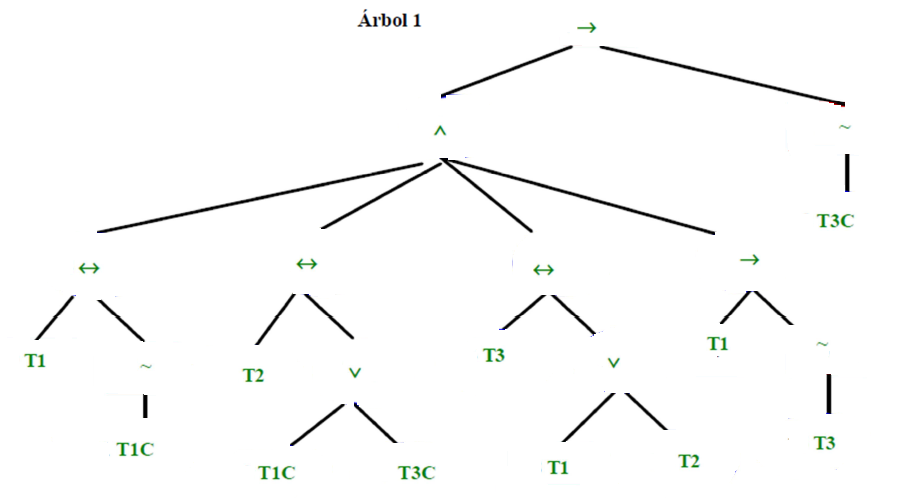 Árbol 1
→
^
~
T3C
↔ ↔ ↔ →
T1 ~ T2 v T3 v T1 ~
T1C T1C T3C T1 T2 T3